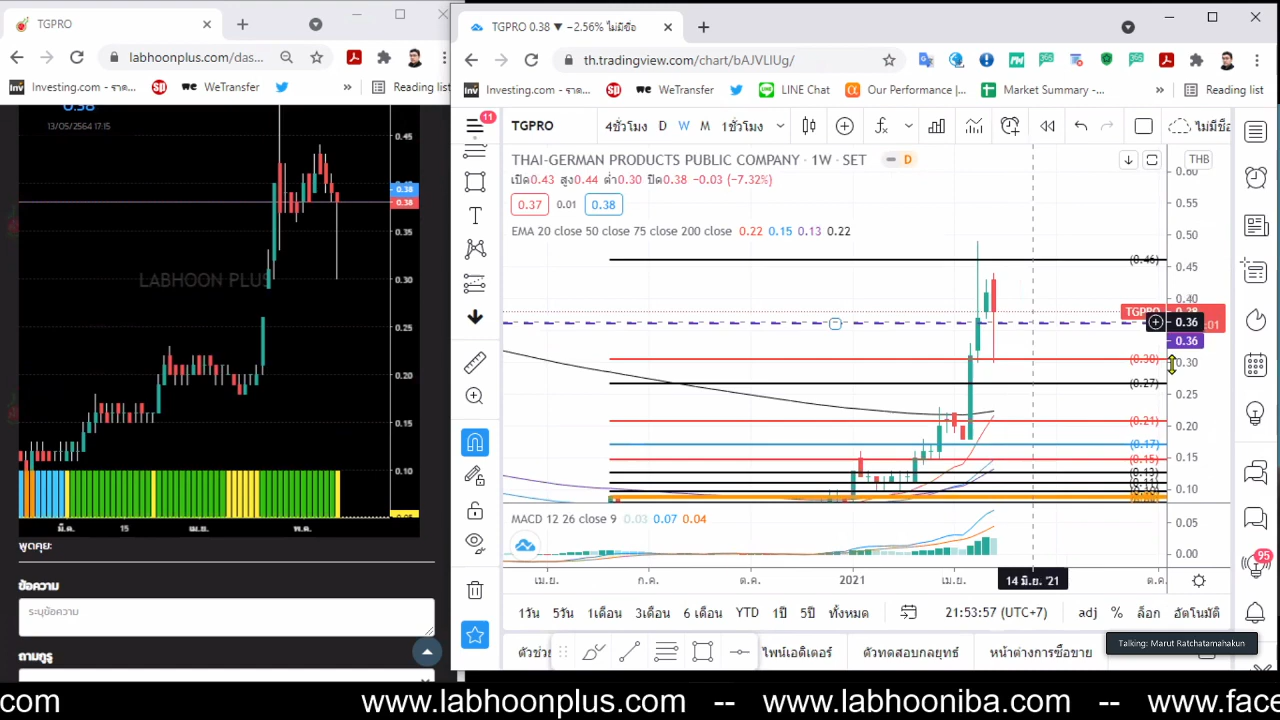 TGPRO
labhoonplus.com/das...
Investing.com - ราค...
WeTransfer
Reading list
0.38
13/05/2564 17:15
0.45
0.38
0.38
0.35
LABHOON PLUS
0.30
0.25
0.20
0.15
0.10
มี.ค.
15
เม.ย.
พ.ค.
พูดคุย:
ข้อความ
ระบุข้อความ
ถามกูรู
TGPRO 0.38 ▼ −2.56% ไม่มีชื่อ
th.tradingview.com/chart/bAJVLIUg/
Investing.com - ราค...
WeTransfer
LINE Chat
Our Performance |...
Market Summary -...
Reading list
11
TGPRO
4ชั่วโมง D W M 1ชั่วโมง
ไม่มีชื่อ
THAI-GERMAN PRODUCTS PUBLIC COMPANY · 1W · SET
D
THB
เปิด0.43 สูง0.44 ต่ำ0.30 ปิด0.38 −0.03 (−7.32%)
0.37 0.01 0.38
EMA 20 close 50 close 75 close 200 close 0.22 0.15 0.13 0.22
0.60
0.55
0.50
(0.46)
0.45
0.40
TGPRO
0.36
0.36
(0.30)
0.30
(0.27)
0.25
(0.21)
0.20
(0.17)
(0.15)
0.15
0.10
MACD 12 26 close 9 0.03 0.07 0.04
0.05
0.00
เม.ย.
ก.ค.
ต.ค.
2021
เม.ย.
14 มิ.ย. '21
ต.ค.
95
1วัน 5วัน 1เดือน 3เดือน 6 เดือน YTD 1ปี 5ปี ทั้งหมด
21:53:57 (UTC+7)
adj % ล็อก อัตโนมัติ
Talking: Marut Ratchatamahakun
ไพน์เอดิเตอร์
ตัวทดสอบกลยุทธ์
หน้าต่างการซื้อขาย
com www.labhoonplus.com -- www.labhooniba.com -- www.face